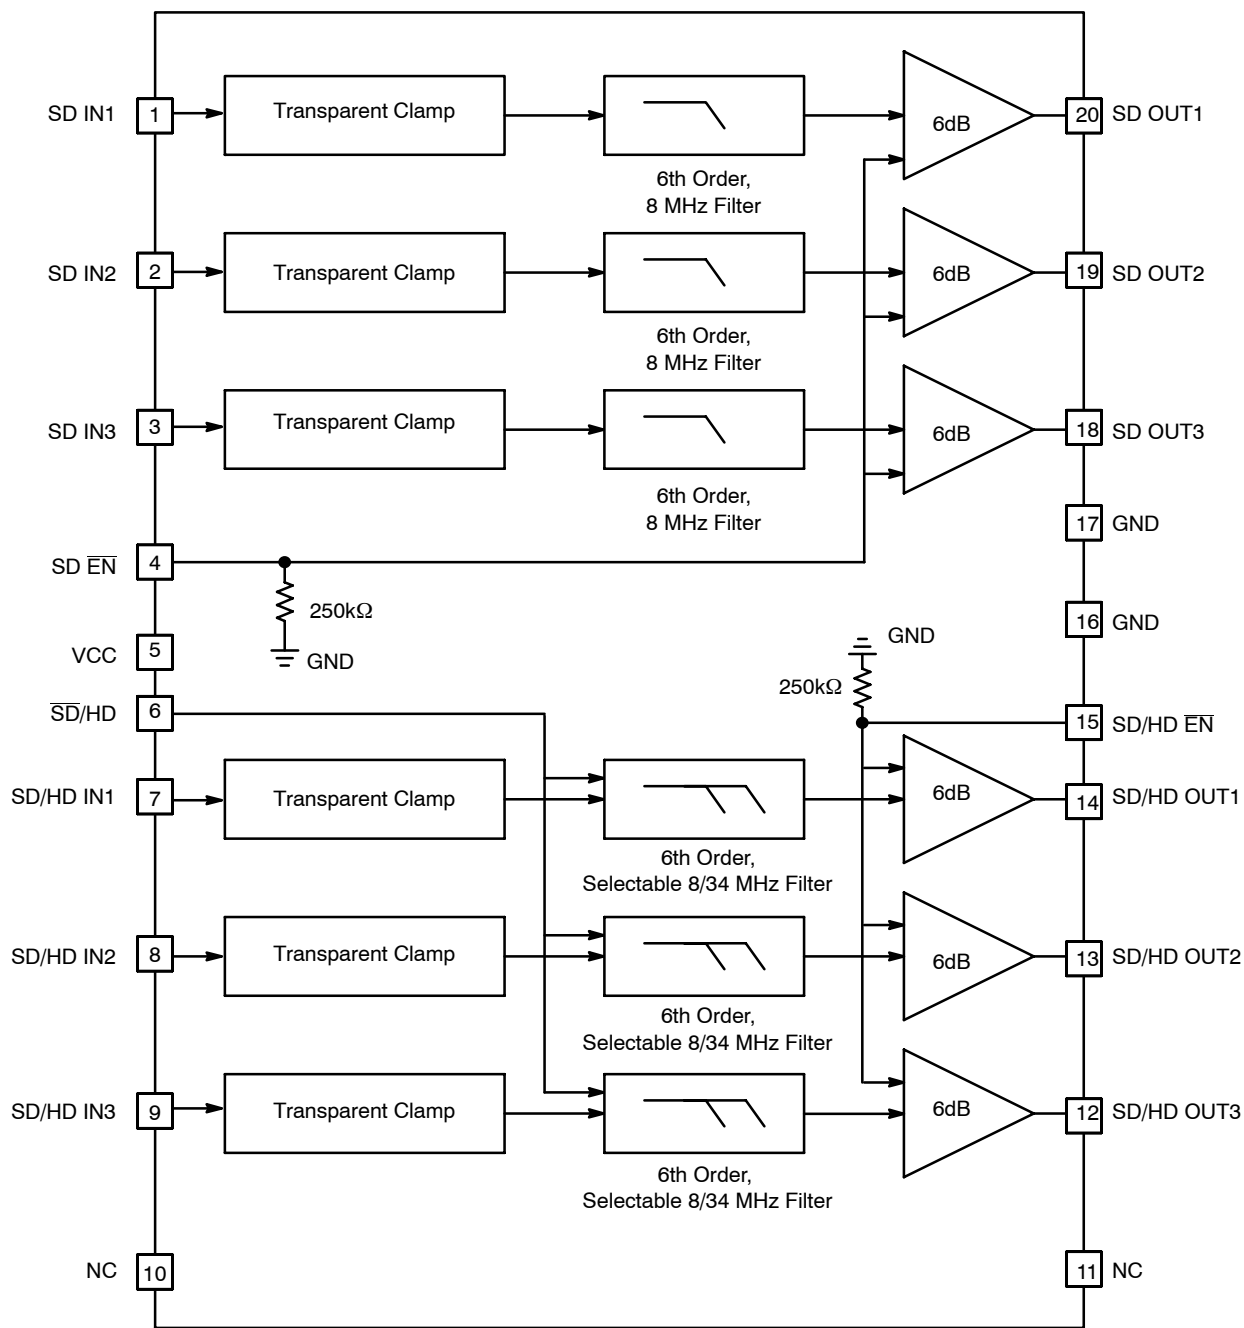 SD IN1
1
Transparent Clamp
6dB
20
SD OUT1
6th Order,
8 MHz Filter
SD IN2
2
Transparent Clamp
6dB
19
SD OUT2
6th Order,
8 MHz Filter
SD IN3
3
Transparent Clamp
6dB
18
SD OUT3
6th Order,
8 MHz Filter
17
GND
SD E̅N̅
4
250kΩ
GND
16
GND
VCC
5
GND
250kΩ
S̅D̅/HD
6
15
SD/HD E̅N̅
SD/HD IN1
7
Transparent Clamp
6dB
14
SD/HD OUT1
6th Order,
Selectable 8/34 MHz Filter
SD/HD IN2
8
Transparent Clamp
6dB
13
SD/HD OUT2
6th Order,
Selectable 8/34 MHz Filter
SD/HD IN3
9
Transparent Clamp
6dB
12
SD/HD OUT3
6th Order,
Selectable 8/34 MHz Filter
NC
10
11
NC